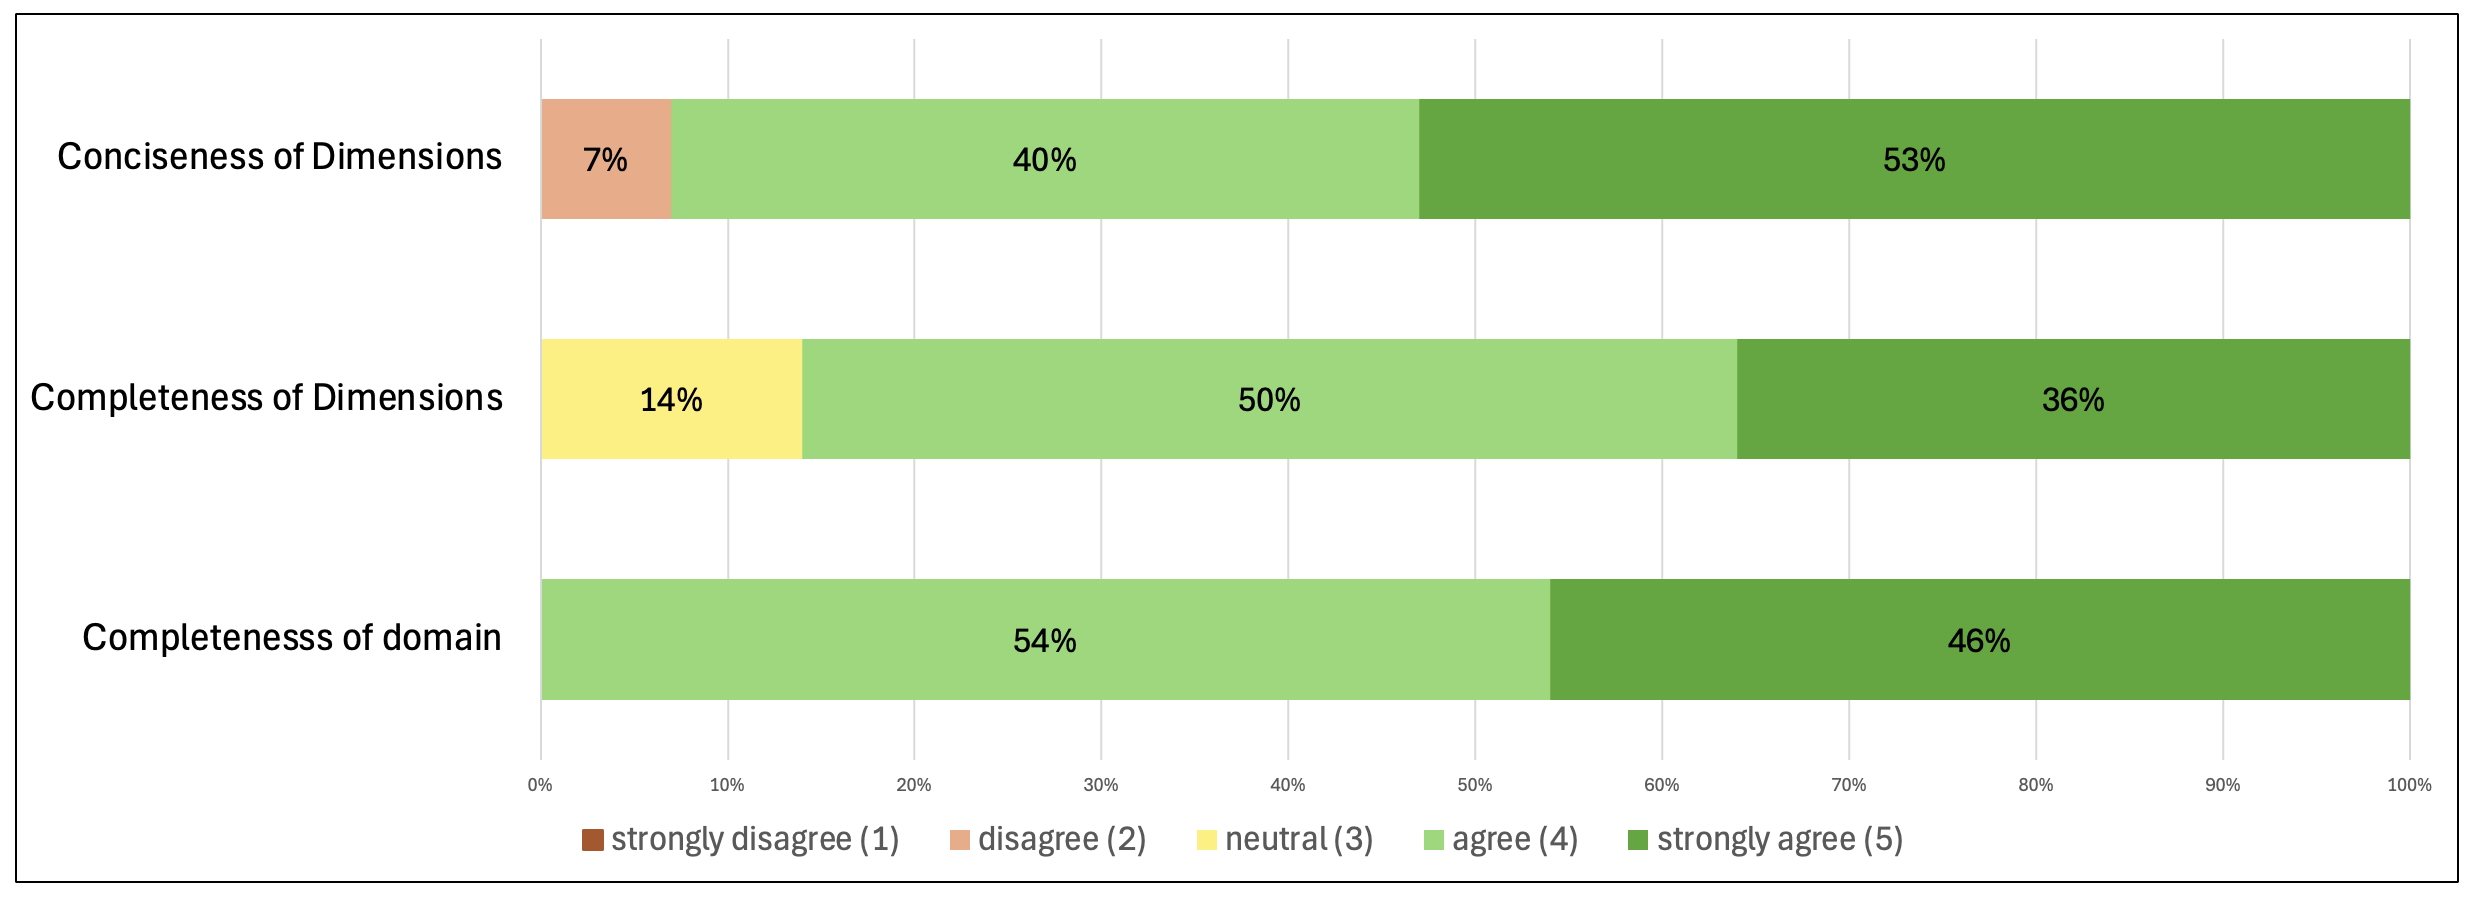 Conciseness of Dimensions
7% 40% 53%
Completeness of Dimensions
14% 50% 36%
Completenesss of domain
54% 46%
0% 10% 20% 30% 40% 50% 60% 70% 80% 90% 100%
strongly disagree (1) disagree (2) neutral (3) agree (4) strongly agree (5)